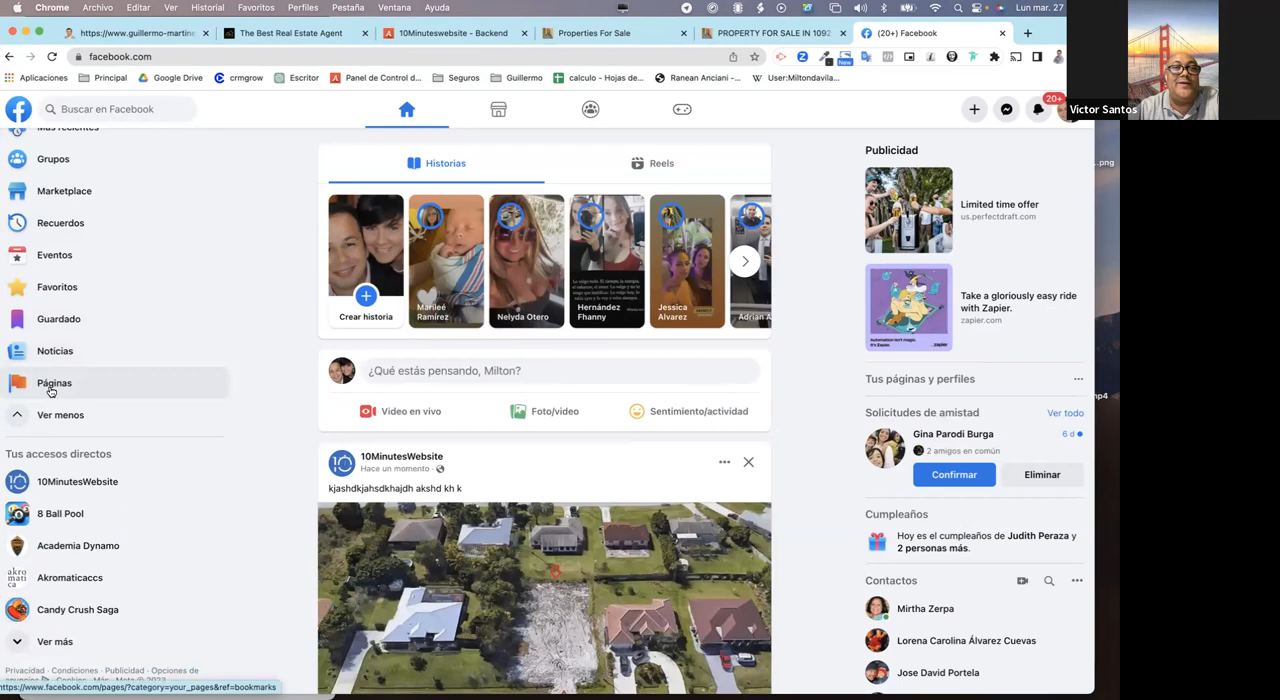 Chrome Archivo Editar Ver Historial Favoritos Perfiles Pestaña Ventana Ayuda
Lun mar. 27
https://www.guillermo-martine
The Best Real Estate Agent
10Minuteswebsite - Backend
Properties For Sale
PROPERTY FOR SALE IN 1092
(20+) Facebook
facebook.com
New
Aplicaciones Principal Google Drive crmgrow Escritor Panel de Control d... Seguros Guillermo calculo - Hojas de... Ranean Anciani -... User:Miltondavila...
Victor Santos
Buscar en Facebook
20+
Más recientes
Grupos
Marketplace
Recuerdos
Eventos
Favoritos
Guardado
Noticias
Páginas
Ver menos
Tus accesos directos
10MinutesWebsite
8 Ball Pool
Academia Dynamo
Akromaticaccs
Candy Crush Saga
Ver más
Privacidad · Condiciones · Publicidad · Opciones de
https://www.facebook.com/pages/?category=your_pages&ref=bookmarks
Historias Reels
Crear historia
Marileé
Ramírez
Nelyda Otero
Hernández
Fhanny
Jessica
Alvarez
Adrian A
¿Qué estás pensando, Milton?
Video en vivo Foto/video Sentimiento/actividad
10MinutesWebsite
Hace un momento ·
kjashdkjahsdkhajdh akshd kh k
Publicidad
Limited time offer
us.perfectdraft.com
Take a gloriously easy ride
with Zapier.
zapier.com
Tus páginas y perfiles
Solicitudes de amistad Ver todo
Gina Parodi Burga 6 d
2 amigos en común
Confirmar Eliminar
Cumpleaños
Hoy es el cumpleaños de Judith Peraza y
2 personas más.
Contactos
Mirtha Zerpa
Lorena Carolina Álvarez Cuevas
Jose David Portela
...png
mp4